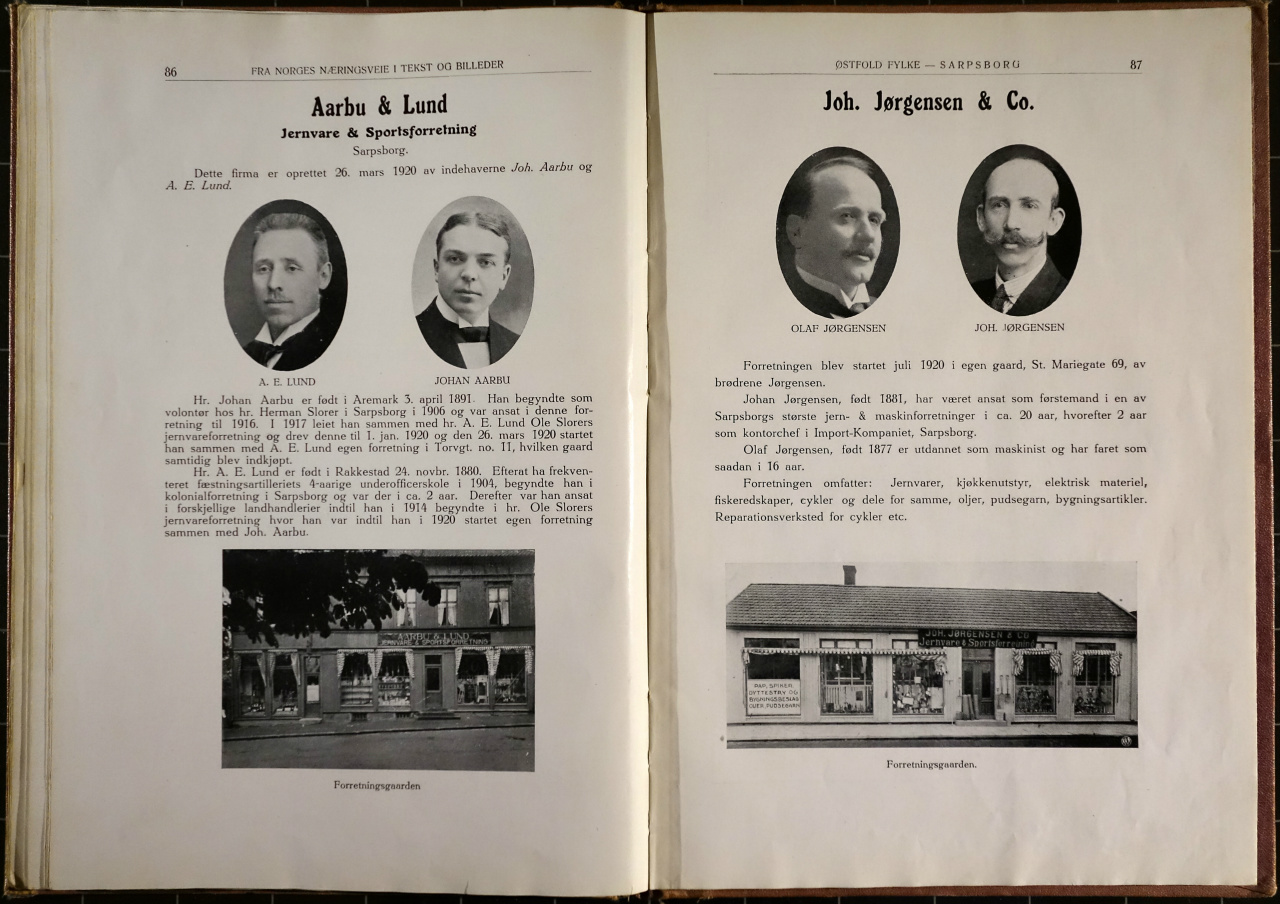 86
FRA NORGES NÆRINGSVEIE I TEKST OG BILLEDER
Aarbu & Lund
Jernvare & Sportsforretning
Sarpsborg.
Dette firma er oprettet 26. mars 1920 av indehaverne Joh. Aarbu og
A. E. Lund.
A. E. LUND
JOHAN AARBU
Hr. Johan Aarbu er født i Aremark 3. april 1891. Han begyndte som
volontør hos hr. Herman Slorer i Sarpsborg i 1906 og var ansat i denne for-
retning til 1916. I 1917 leiet han sammen med hr. A. E. Lund Ole Slorers
jernvareforretning og drev denne til 1. jan. 1920 og den 26. mars 1920 startet
han sammen med A. E. Lund egen forretning i Torvgt. no. 11, hvilken gaard
samtidig blev indkjøpt.
Hr. A. E. Lund er født i Rakkestad 24. novbr. 1880. Efterat ha frekven-
teret fæstningsartilleriets 4-aarige underofficerskole i 1904, begyndte han i
kolonialforretning i Sarpsborg og var der i ca. 2 aar. Derefter var han ansat
i forskjellige landhandlerier indtil han i 1914 begyndte i hr. Ole Slorers
jernvareforretning hvor han var indtil han i 1920 startet egen forretning
sammen med Joh. Aarbu.
AARBU & LUND
JERNVARE & SPORTSFORRETNING
Forretningsgaarden
ØSTFOLD FYLKE — SARPSBORG
87
Joh. Jørgensen & Co.
OLAF JØRGENSEN
JOH. JØRGENSEN
Forretningen blev startet juli 1920 i egen gaard, St. Mariegate 69, av
brødrene Jørgensen.
Johan Jørgensen, født 1881, har været ansat som førstemand i en av
Sarpsborgs største jern- & maskinforretninger i ca. 20 aar, hvorefter 2 aar
som kontorchef i Import-Kompaniet, Sarpsborg.
Olaf Jørgensen, født 1877 er utdannet som maskinist og har faret som
saadan i 16 aar.
Forretningen omfatter: Jernvarer, kjøkkenutstyr, elektrisk materiel,
fiskeredskaper, cykler og dele for samme, oljer, pudsegarn, bygningsartikler.
Reparationsverksted for cykler etc.
JOH. JØRGENSEN & CO
Jernvare & Sportsforretning
PAP, SPIKER,
DYTTESTRY OG
BYGNINGSBESLAG
OLJER, PUDSEGARN
Forretningsgaarden.